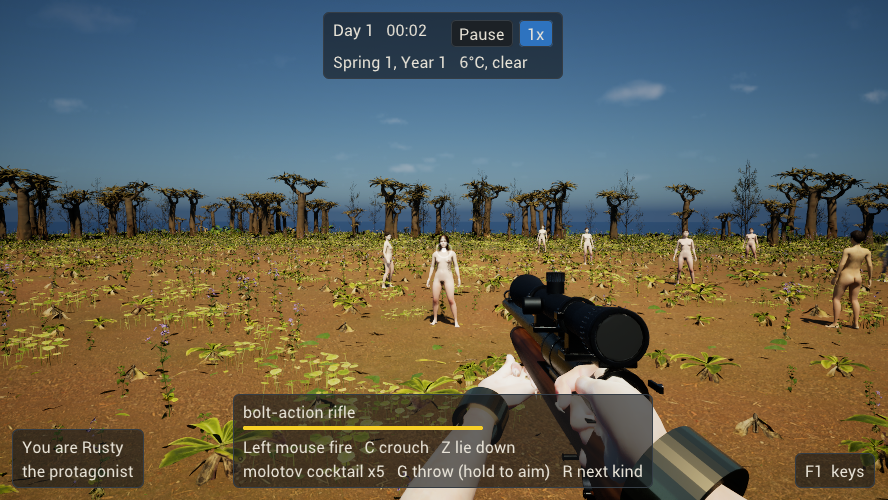 Day 1 00:02 Pause 1x
Spring 1, Year 1 6°C, clear
bolt-action rifle
Left mouse fire C crouch Z lie down
molotov cocktail x5 G throw (hold to aim) R next kind
You are Rusty
the protagonist
F1 keys